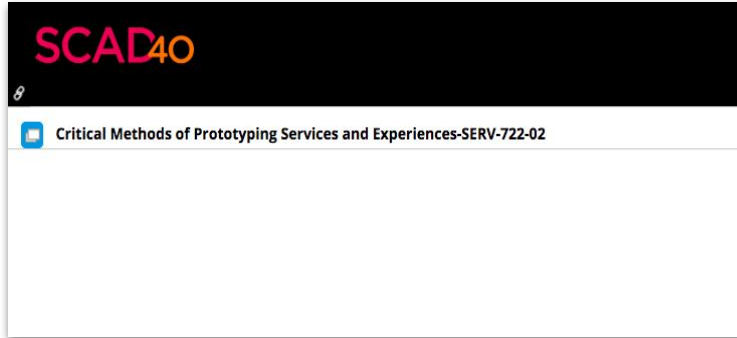 SCAD40
Critical Methods of Prototyping Services and Experiences-SERV-722-02